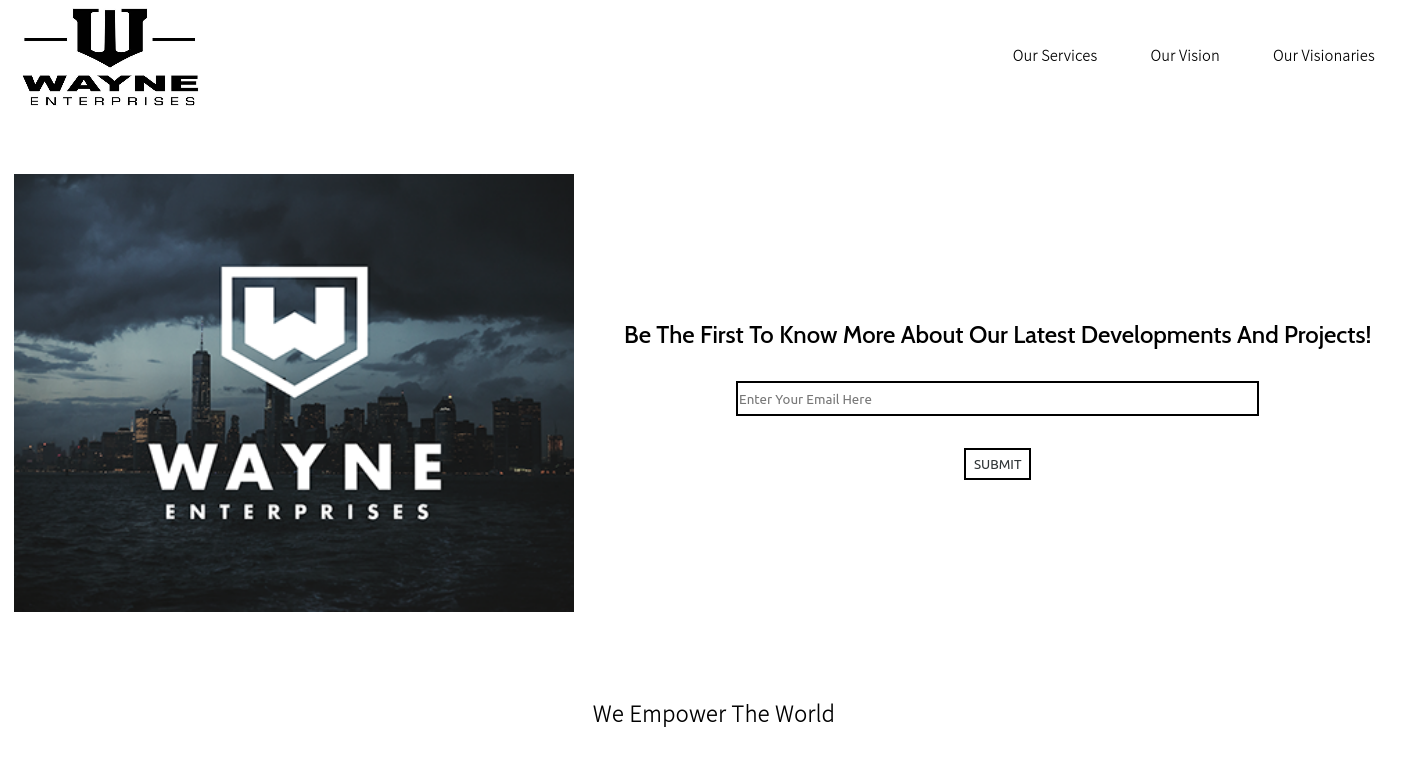 WAYNE
ENTERPRISES
Our Services
Our Vision
Our Visionaries
WAYNE
ENTERPRISES
Be The First To Know More About Our Latest Developments And Projects!
Enter Your Email Here
SUBMIT
We Empower The World